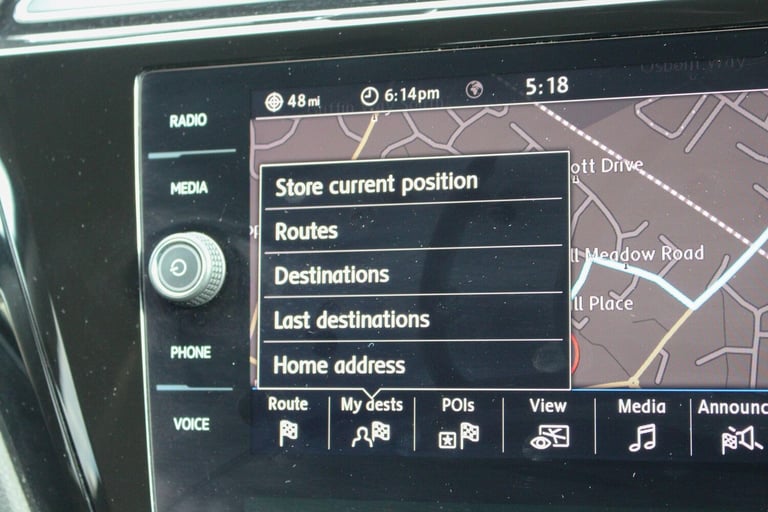 48 mi
6:14pm
5:18
RADIO
MEDIA
PHONE
VOICE
ott Drive
ll Meadow Road
ll Place
Store current position
Routes
Destinations
Last destinations
Home address
Route
My dests
POIs
View
Media
Announc